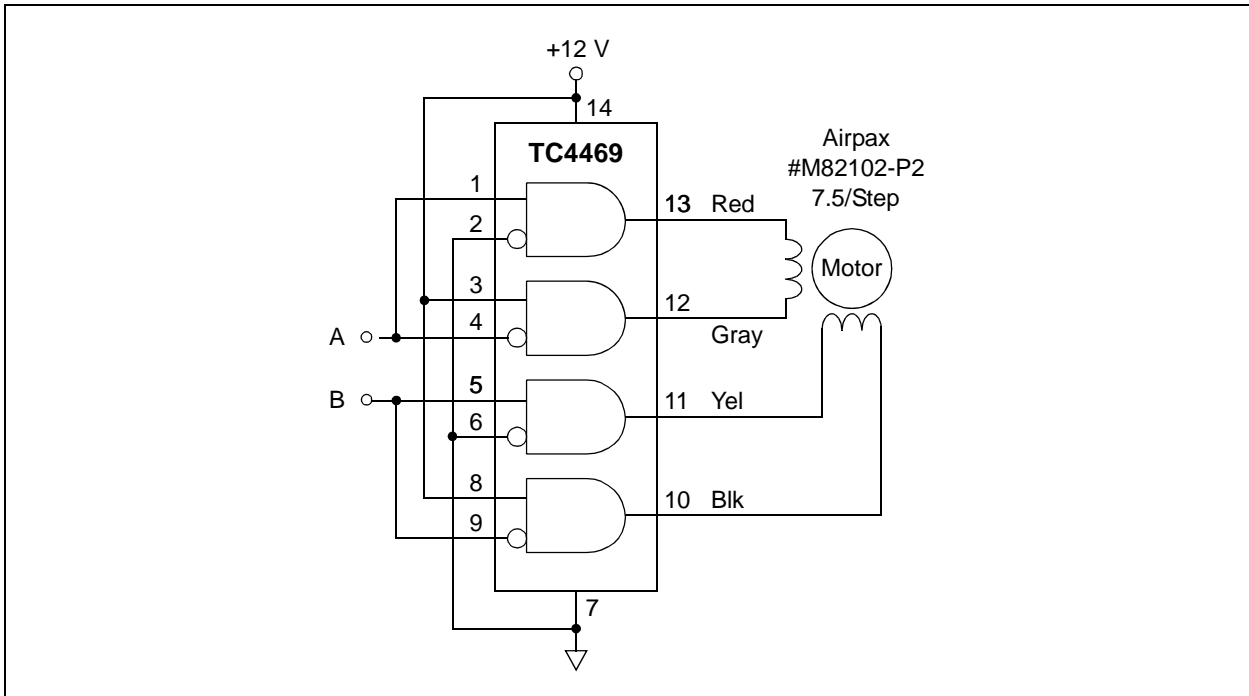 +12 V
14
TC4469
Airpax
#M82102-P2
7.5/Step
Motor
1
2
13 Red
3
4
12
Gray
A
B
5
6
11 Yel
8
9
10 Blk
7